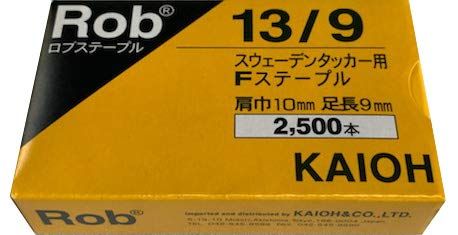 Rob®
ロブステープル
13/9
スウェーデンタッカー用
Fステープル
肩巾10mm 足長9mm
2,500本
KAIOH
Rob®
Imported and distributed by KAIOH&CO.,LTD.